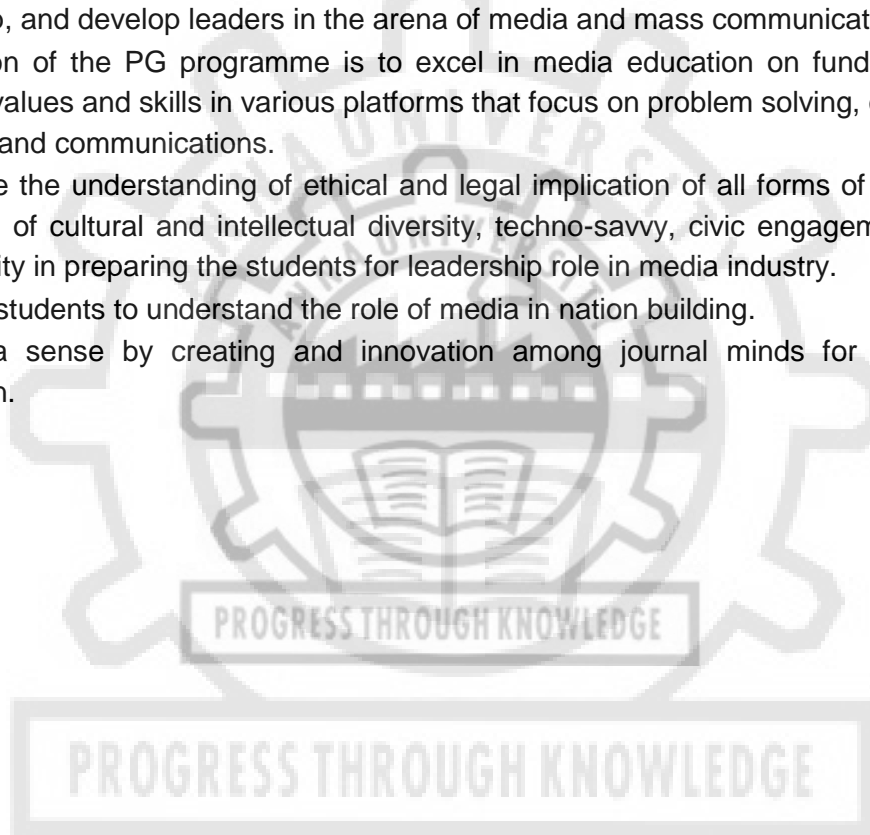 o, and develop leaders in the arena of media and mass communicat
on of the PG programme is to excel in media education on fund
values and skills in various platforms that focus on problem solving,
and communications.
e the understanding of ethical and legal implication of all forms of
of cultural and intellectual diversity, techno-savvy, civic engagem
ity in preparing the students for leadership role in media industry.
students to understand the role of media in nation building.
a sense by creating and innovation among journal minds for
n.
ANNA UNIVERSITY
ANNA UNIVERSITY
PROGRESS THROUGH KNOWLEDGE
PROGRESS THROUGH KNOWLEDGE